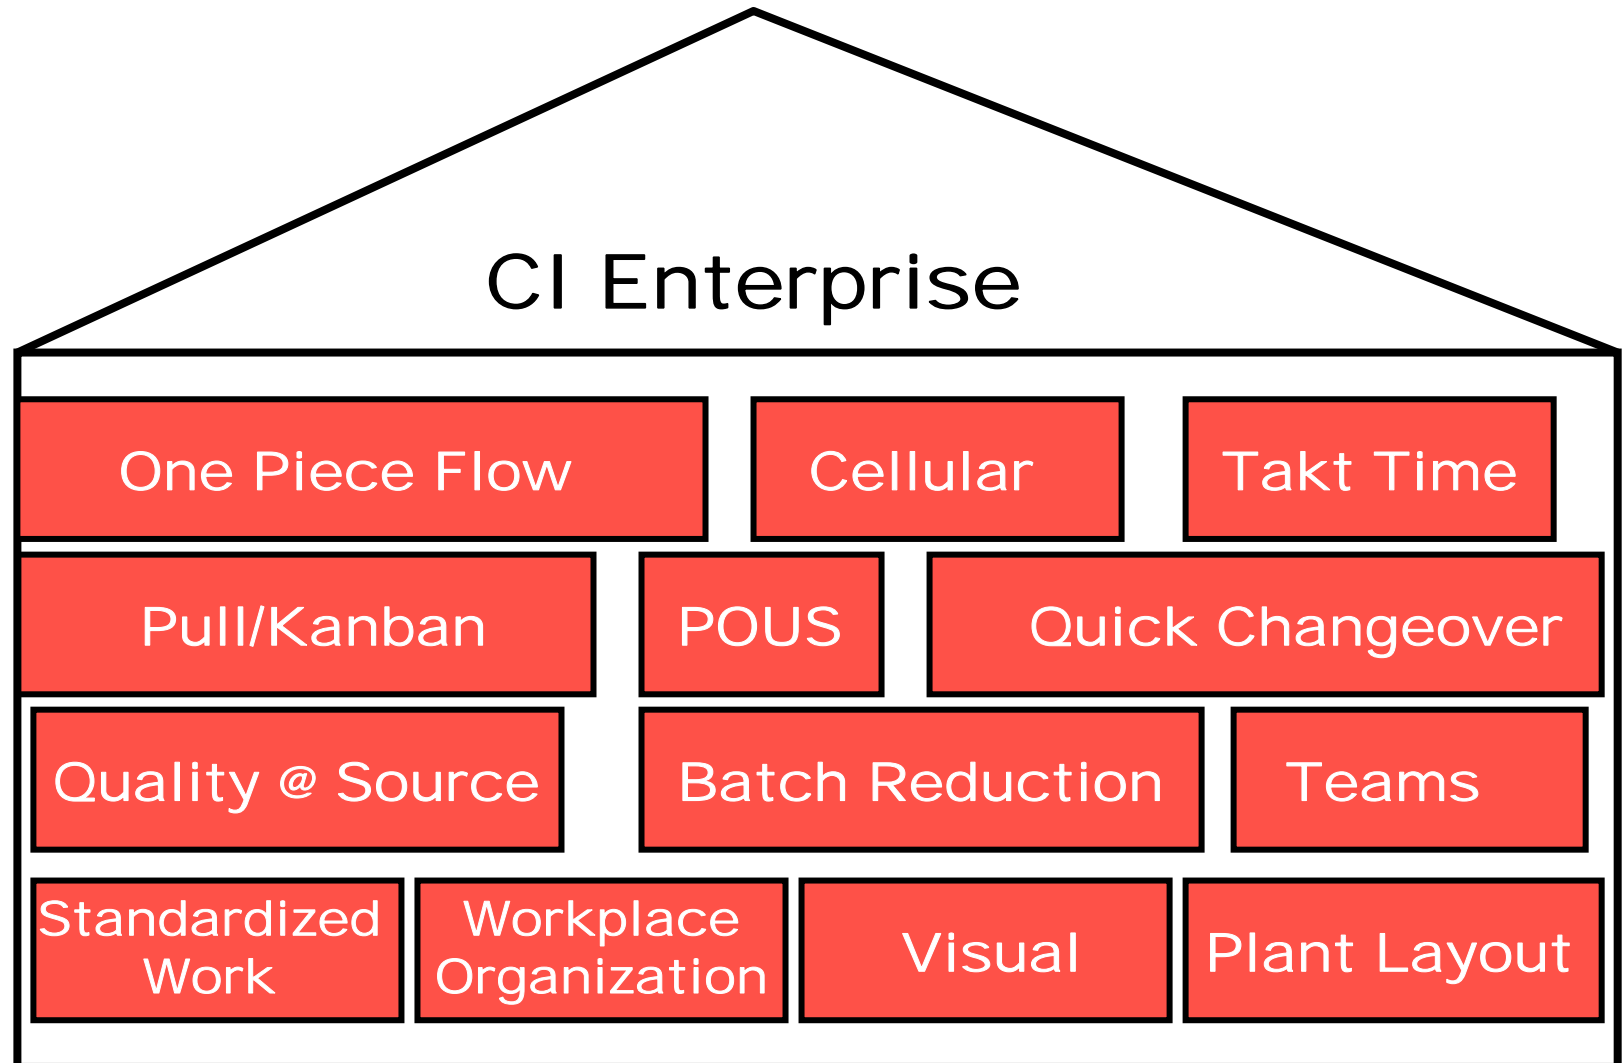 CI Enterprise
One Piece Flow
Cellular
Takt Time
Pull/Kanban
POUS
Quick Changeover
Quality @ Source
Batch Reduction
Teams
Standardized
Work
Workplace
Organization
Visual
Plant Layout